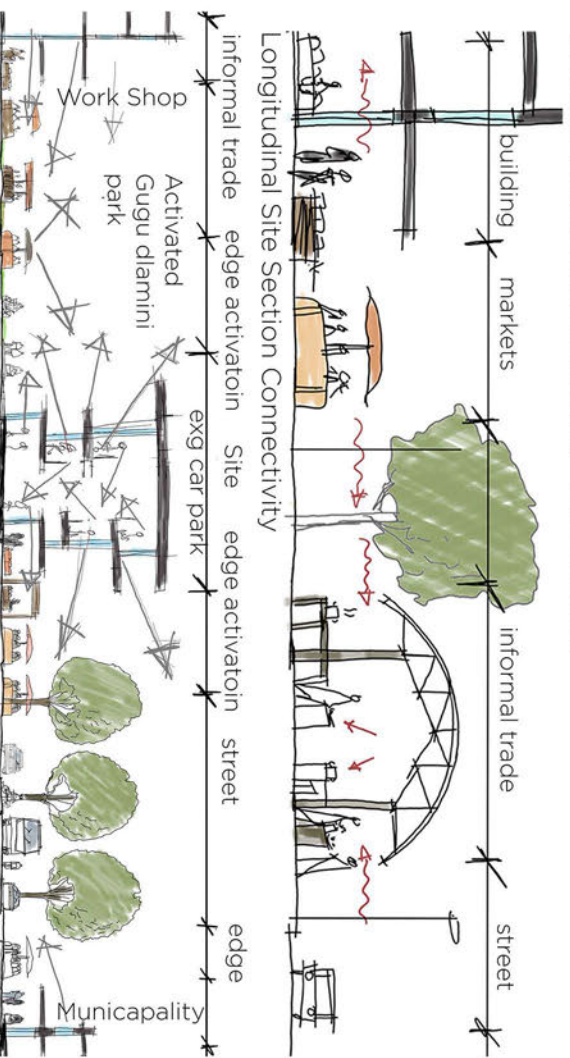 building
markets
informal trade
street
Longitudinal Site Section Connectivity
informal trade
edge activatoin
Site
edge activatoin
street
edge
exg car park
Activated
Gugu dlamini
park
Work Shop
Municapality